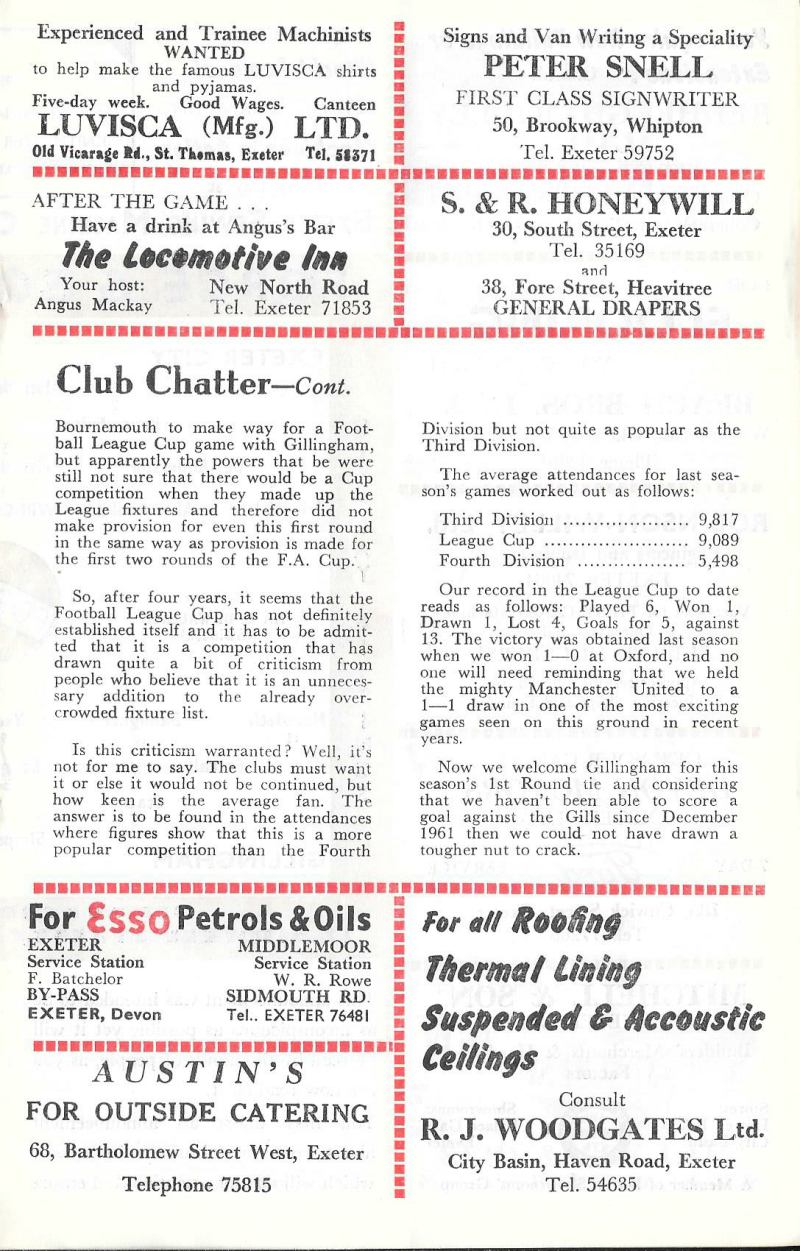 Experienced and Trainee Machinists
WANTED
to help make the famous LUVISCA shirts
and pyjamas.
Five-day week. Good Wages. Canteen
LUVISCA (Mfg.) LTD.
Old Vicarage Rd., St. Thomas, Exeter Tel. 58371
Signs and Van Writing a Speciality
PETER SNELL
FIRST CLASS SIGNWRITER
50, Brookway, Whipton
Tel. Exeter 59752
AFTER THE GAME . . .
Have a drink at Angus's Bar
The Locomotive Inn
Your host: New North Road
Angus Mackay Tel. Exeter 71853
S. & R. HONEYWILL
30, South Street, Exeter
Tel. 35169
and
38, Fore Street, Heavitree
GENERAL DRAPERS
Club Chatter—Cont.
Bournemouth to make way for a Foot-
ball League Cup game with Gillingham,
but apparently the powers that be were
still not sure that there would be a Cup
competition when they made up the
League fixtures and therefore did not
make provision for even this first round
in the same way as provision is made for
the first two rounds of the F.A. Cup.
So, after four years, it seems that the
Football League Cup has not definitely
established itself and it has to be admit-
ted that it is a competition that has
drawn quite a bit of criticism from
people who believe that it is an unneces-
sary addition to the already over-
crowded fixture list.
Is this criticism warranted? Well, it's
not for me to say. The clubs must want
it or else it would not be continued, but
how keen is the average fan. The
answer is to be found in the attendances
where figures show that this is a more
popular competition than the Fourth
Division but not quite as popular as the
Third Division.
The average attendances for last sea-
son's games worked out as follows:
Third Division ...................... 9,817
League Cup ......................... 9,089
Fourth Division ................... 5,498
Our record in the League Cup to date
reads as follows: Played 6, Won 1,
Drawn 1, Lost 4, Goals for 5, against
13. The victory was obtained last season
when we won 1—0 at Oxford, and no
one will need reminding that we held
the mighty Manchester United to a
1—1 draw in one of the most exciting
games seen on this ground in recent
years.
Now we welcome Gillingham for this
season's 1st Round tie and considering
that we haven't been able to score a
goal against the Gills since December
1961 then we could not have drawn a
tougher nut to crack.
For Esso Petrols & Oils
EXETER MIDDLEMOOR
Service Station Service Station
F. Batchelor W. R. Rowe
BY-PASS SIDMOUTH RD.
EXETER, Devon Tel.. EXETER 76481
AUSTIN'S
FOR OUTSIDE CATERING
68, Bartholomew Street West, Exeter
Telephone 75815
For all Roofing
Thermal Lining
Suspended & Accoustic
Ceilings
Consult
R. J. WOODGATES Ltd.
City Basin, Haven Road, Exeter
Tel. 54635